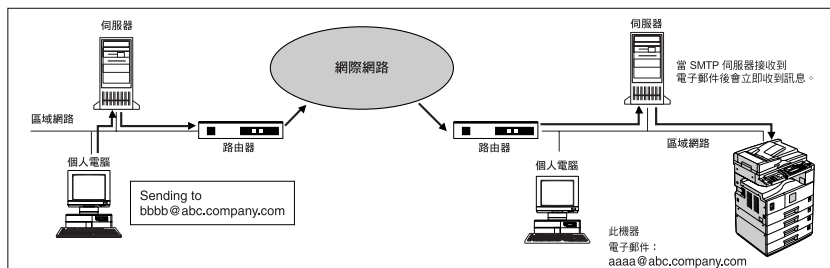 伺服器
網際網路
伺服器
當 SMTP 伺服器接收到
電子郵件後會立即收到訊息。
區域網路
路由器
路由器
區域網路
個人電腦
個人電腦
Sending to
bbbb@abc.company.com
此機器
電子郵件：
aaaa@abc.company.com